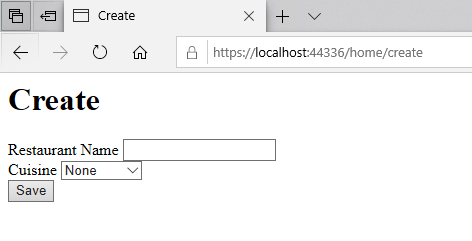 Create
https://localhost:44336/home/create
Create
Restaurant Name
Cuisine None
Save